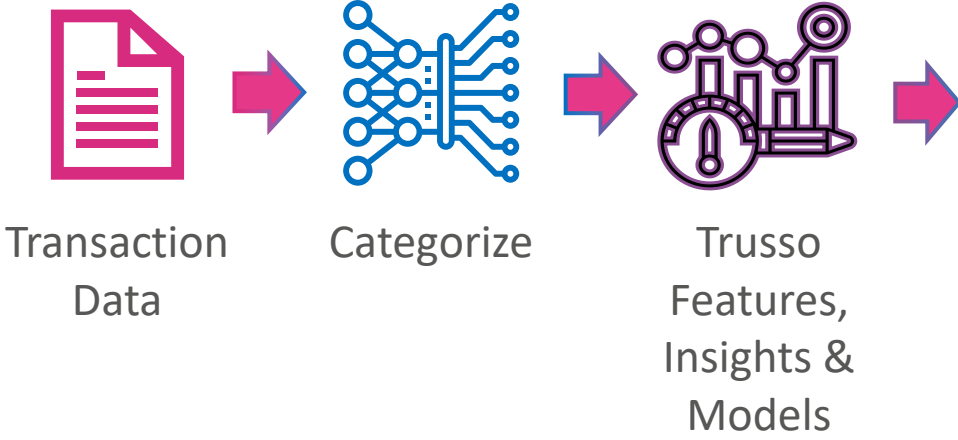 Transaction
Data
Categorize
Trusso
Features,
Insights &
Models